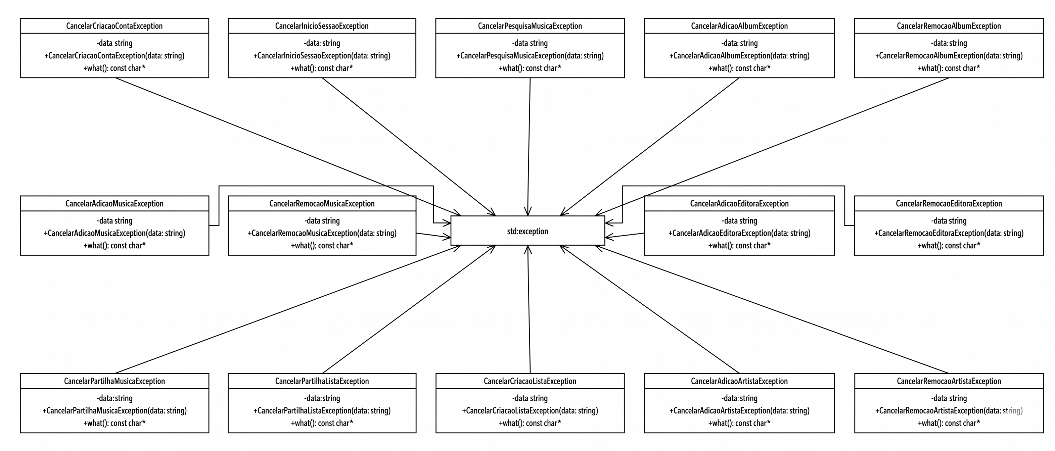 CancelarCriacaoContaException
-data string
+CancelarCriacaoContaException(data: string)
+what(): const char*
CancelarInicioSessaoException
-data:string
+CancelarInicioSessaoException(data: string)
+what(): const char*
CancelarPesquisaMusicaException
-data: string
+CancelarPesquisaMusicaException(data: string)
+what(): const char*
CancelarAdicaoAlbumException
-data: string
+CancelarAdicaoAlbumException(data: string)
+what(): const char*
CancelarRemocaoAlbumException
-data: string
+CancelarRemocaoAlbumException(data: string)
+what(): const char*
CancelarAdicaoMusicaException
-data string
+CancelarAdicaoMusicaException(data: string)
+what(): const char*
CancelarRemocaoMusicaException
-data string
+CancelarRemocaoMusicaException(data: string)
+what(); const char*
std:exception
CancelarAdicaoEditoraException
-data: string
+CancelarAdicaoEditoraException(data: string)
+what(): const char*
CancelarRemocaoEditoraException
-data string
+CancelarRemocaoEditoraException(data: string)
+what(): const char*
CancelarPartilhaMusicaException
-data:string
+CancelarPartilhaMusicaException(data: string)
+what(): const char*
CancelarPartilhaListaException
-data:string
+CancelarPartilhaListaException(data: string)
+what(): const char*
CancelarCriacaoListaException
-data string
+CancelarCriacaoListaException(data: string)
+what(): const char*
CancelarAdicaoArtistaException
-data: string
+CancelarAdicaoArtistaException(data: string)
+what(): const char*
CancelarRemocaoArtistaException
-data string
+CancelarRemocaoArtistaException(data: string)
+what(): const char*